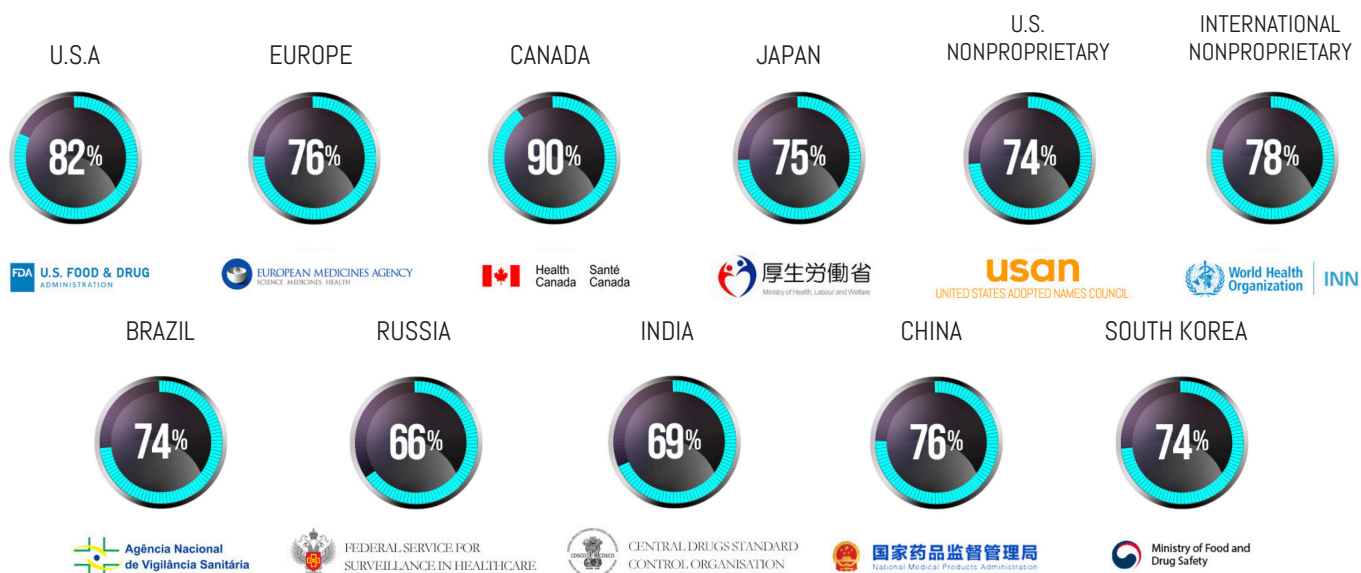 U.S.A
EUROPE
CANADA
JAPAN
U.S.
NONPROPRIETARY
INTERNATIONAL
NONPROPRIETARY
82%
76%
90%
75%
74%
78%
FDA U.S. FOOD & DRUG
ADMINISTRATION
EUROPEAN MEDICINES AGENCY
SCIENCE MEDICINES HEALTH
Health
Canada
Santé
Canada
厚生労働省
Ministry of Health, Labour and Welfare
usan
UNITED STATES ADOPTED NAMES COUNCIL
World Health
Organization
INN
BRAZIL
RUSSIA
INDIA
CHINA
SOUTH KOREA
74%
66%
69%
76%
74%
Agência Nacional
de Vigilância Sanitária
FEDERAL SERVICE FOR
SURVEILLANCE IN HEALTHCARE
CDSCO CDSCO
CENTRAL DRUGS STANDARD
CONTROL ORGANISATION
国家药品监督管理局
National Medical Products Administration
Ministry of Food and
Drug Safety